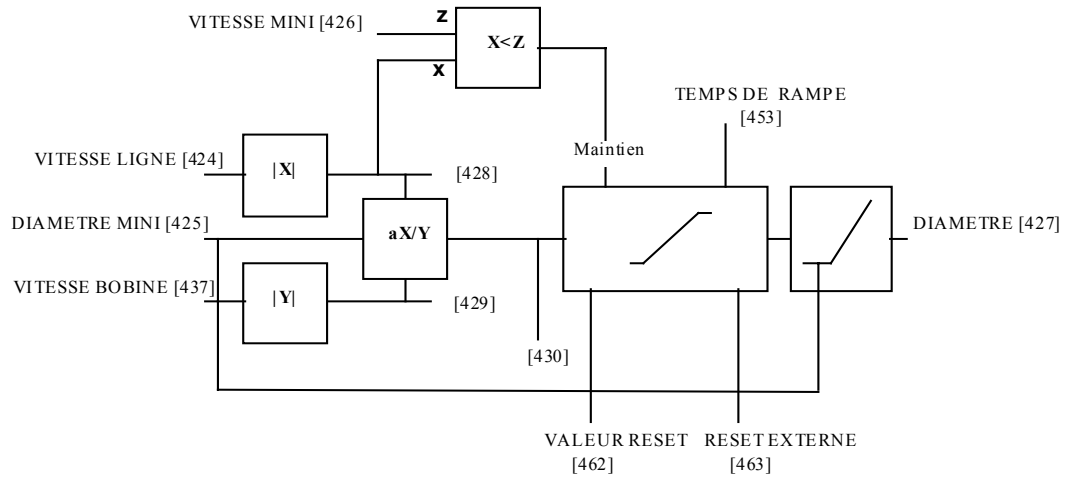 VITESSE MINI [426]
Z
X<Z
X
TEMPS DE RAMPE
[453]
Maintien
VITESSE LIGNE [424]
|X|
[428]
DIAMETRE MINI [425]
aX/Y
DIAMETRE [427]
VITESSE BOBINE [437]
|Y|
[429]
[430]
VALEUR RESET
[462]
RESET EXTERNE
[463]